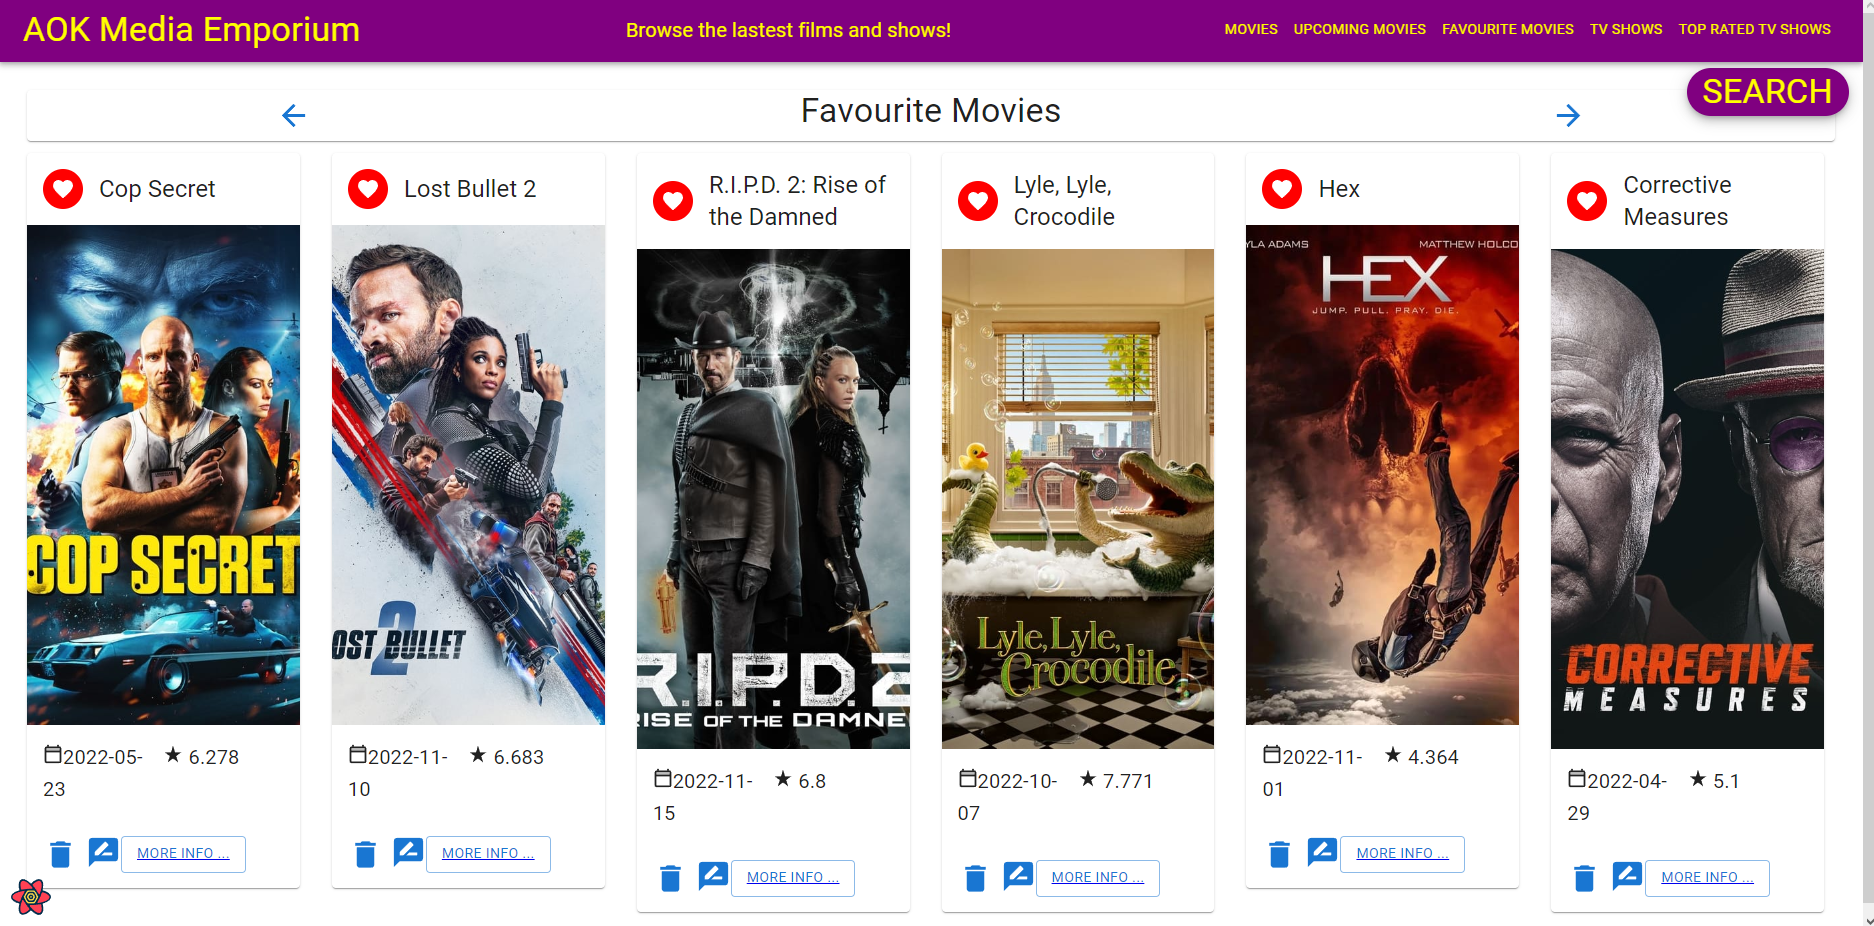 AOK Media Emporium
Browse the lastest films and shows!
MOVIES
UPCOMING MOVIES
FAVOURITE MOVIES
TV SHOWS
TOP RATED TV SHOWS
SEARCH
Favourite Movies
Cop Secret
COP SECRET
2022-05-
23
6.278
MORE INFO ...
Lost Bullet 2
2
OST BULLET
2022-11-
10
6.683
MORE INFO ...
R.I.P.D. 2: Rise of
the Damned
R.I.P.D.2
RISE OF THE DAMNE
2022-11-
15
6.8
MORE INFO ...
Lyle, Lyle,
Crocodile
Lyle, Lyle,
Crocodile
2022-10-
07
7.771
MORE INFO ...
Hex
YLA ADAMS
MATTHEW HOLCO
HEX
JUMP. PULL. PRAY. DIE.
2022-11-
01
4.364
MORE INFO ...
Corrective
Measures
CORRECTIVE
MEASURES
2022-04-
29
5.1
MORE INFO ...